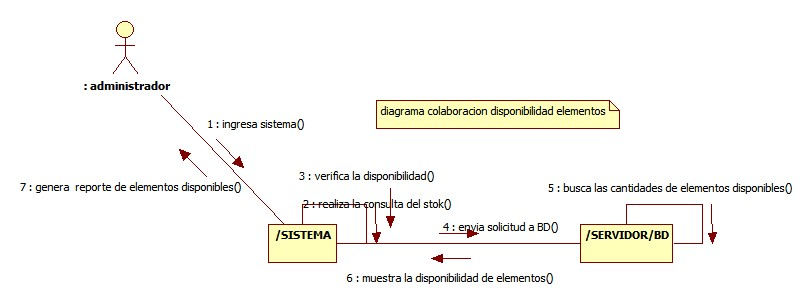 : administrador
diagrama colaboracion disponibilidad elementos
1 : ingresa sistema()
7 : genera reporte de elementos disponibles()
3 : verifica la disponibilidad()
2 : realiza la consulta del stok()
5 : busca las cantidades de elementos disponibles()
4 : envia solicitud a BD()
/SISTEMA
/SERVIDOR/BD
6 : muestra la disponibilidad de elementos()